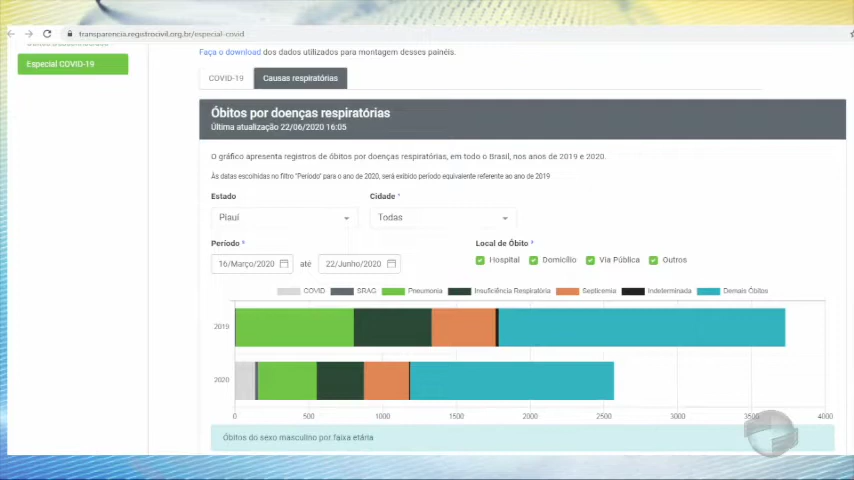 transparencia.registrocivil.org.br/especial-covid
Faça o download dos dados utilizados para montagem desses painéis.
Especial COVID-19
COVID-19
Causas respiratórias
Óbitos por doenças respiratórias
Última atualização 22/06/2020 16:05
O gráfico apresenta registros de óbitos por doenças respiratórias, em todo o Brasil, nos anos de 2019 e 2020.
Às datas escolhidas no filtro "Período" para o ano de 2020, será exibido período equivalente referente ao ano de 2019
Estado
Cidade *
Piauí
Todas
Período *
Local de Óbito *
16/Março/2020 até 22/Junho/2020
Hospital Domicílio Via Pública Outros
COVID SRAG Pneumonia Insuficiência Respiratória Septicemia Indeterminada Demais Óbitos
2019
2020
0 500 1000 1500 2000 2500 3000 3500 4000
Óbitos do sexo masculino por faixa etária